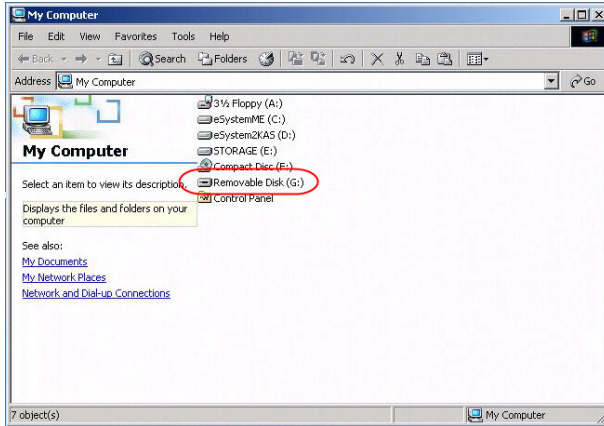 My Computer
File Edit View Favorites Tools Help
Back Search Folders
Address My Computer Go
3½ Floppy (A:)
eSystemME (C:)
eSystem2KAS (D:)
STORAGE (E:)
My Computer
Compact Disc (F:)
Select an item to view its description.
Removable Disk (G:)
Control Panel
Displays the files and folders on your
computer
See also:
My Documents
My Network Places
Network and Dial-up Connections
7 object(s) My Computer